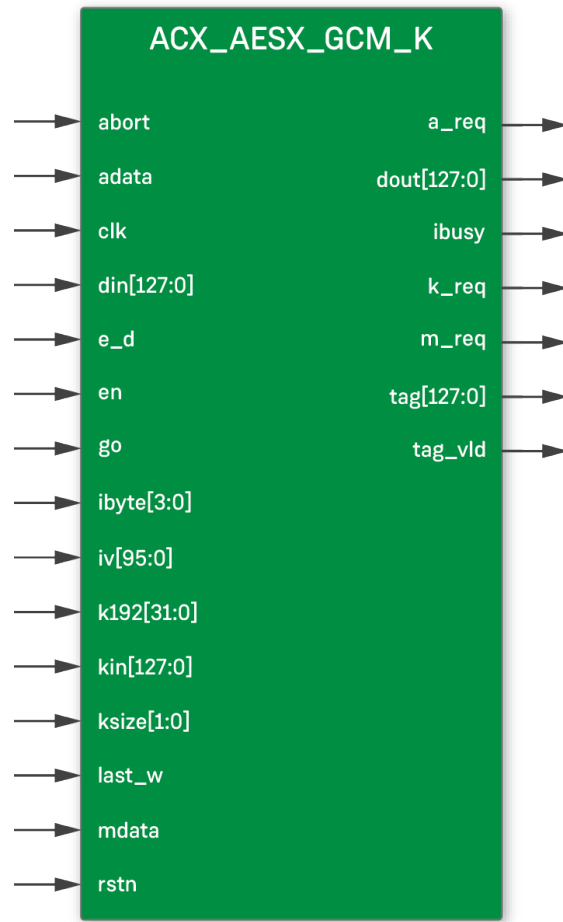 ACX_AESX_GCM_K
abort
a_req
adata
dout[127:0]
clk
ibusy
din[127:0]
k_req
e_d
m_req
en
tag[127:0]
go
tag_vld
ibyte[3:0]
iv[95:0]
k192[31:0]
kin[127:0]
ksize[1:0]
last_w
mdata
rstn